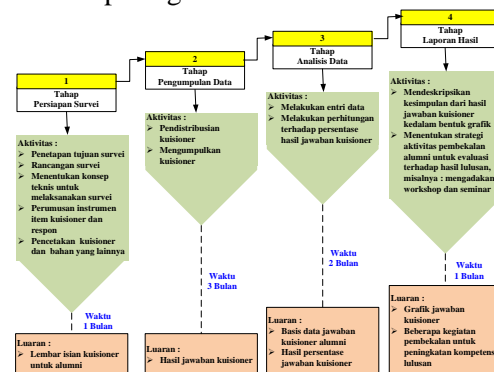 1
Tahap
Persiapan Survei
Aktivitas :
➢ Penetapan tujuan survei
➢ Rancangan survei
➢ Menentukan konsep
teknis untuk
melaksanakan survei
➢ Perumusan instrumen
item kuisioner dan
respon
➢ Pencetakan kuisioner
dan bahan yang lainnya
Waktu
1 Bulan
Luaran :
➢ Lembar isian kuisioner
untuk alumni
2
Tahap
Pengumpulan Data
Aktivitas :
➢ Pendistribusian
kuisioner
➢ Mengumpulkan
kuisioner
Waktu
3 Bulan
Luaran :
➢ Hasil jawaban kuisioner
3
Tahap
Analisis Data
Aktivitas :
➢ Melakukan entri data
➢ Melakukan perhitungan
terhadap persentase
hasil jawaban kuisioner
Waktu
2 Bulan
Luaran :
➢ Basis data jawaban
kuisioner alumni
➢ Hasil persentase
jawaban kuisioner
4
Tahap
Laporan Hasil
Aktivitas :
➢ Mendeskripsikan
kesimpulan dari hasil
jawaban kuisioner
kedalam bentuk grafik
➢ Menentukan strategi
aktivitas pembekalan
alumni untuk evaluasi
terhadap hasil lulusan,
misalnya : mengadakan
workshop dan seminar
Waktu
1 Bulan
Luaran :
➢ Grafik jawaban
kuisioner
➢ Beberapa kegiatan
pembekalan untuk
peningkatan kompetens
lulusan